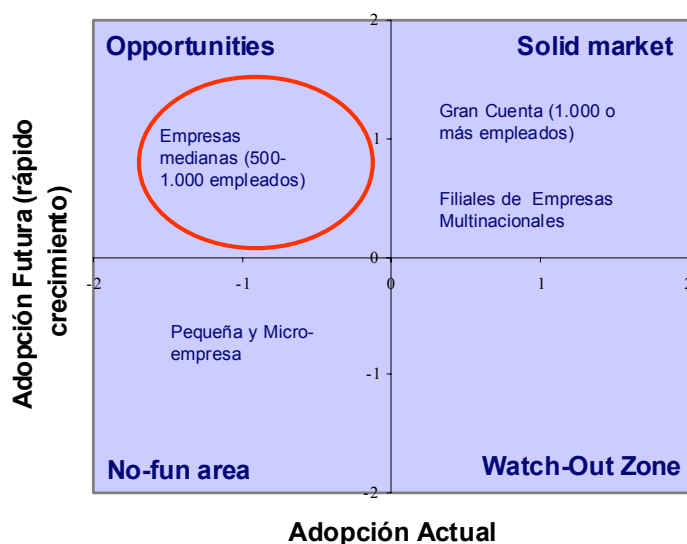 2
Opportunities
Solid market
Gran Cuenta (1.000 o
más empleados)
1
Empresas
medianas (500-
1.000 empleados)
Filiales de Empresas
Multinacionales
0
-2
-1
0
1
2
Pequeña y Micro-
empresa
-1
No-fun area
Watch-Out Zone
-2
Adopción Futura (rápido
crecimiento)
Adopción Actual